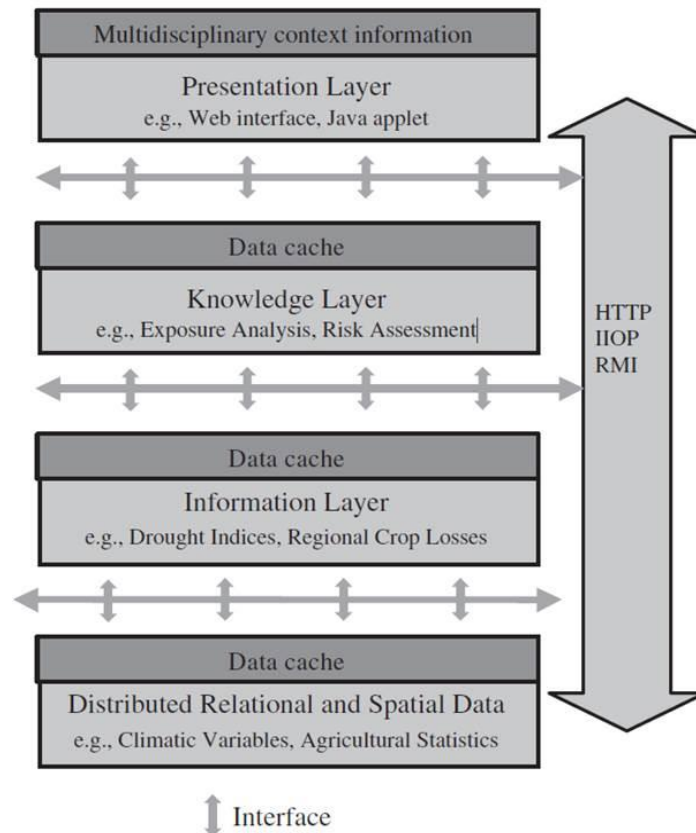 Multidisciplinary context information
Presentation Layer
e.g., Web interface, Java applet
Data cache
Knowledge Layer
e.g., Exposure Analysis, Risk Assessment
HTTP
IIOP
RMI
Data cache
Information Layer
e.g., Drought Indices, Regional Crop Losses
Data cache
Distributed Relational and Spatial Data
e.g., Climatic Variables, Agricultural Statistics
Interface